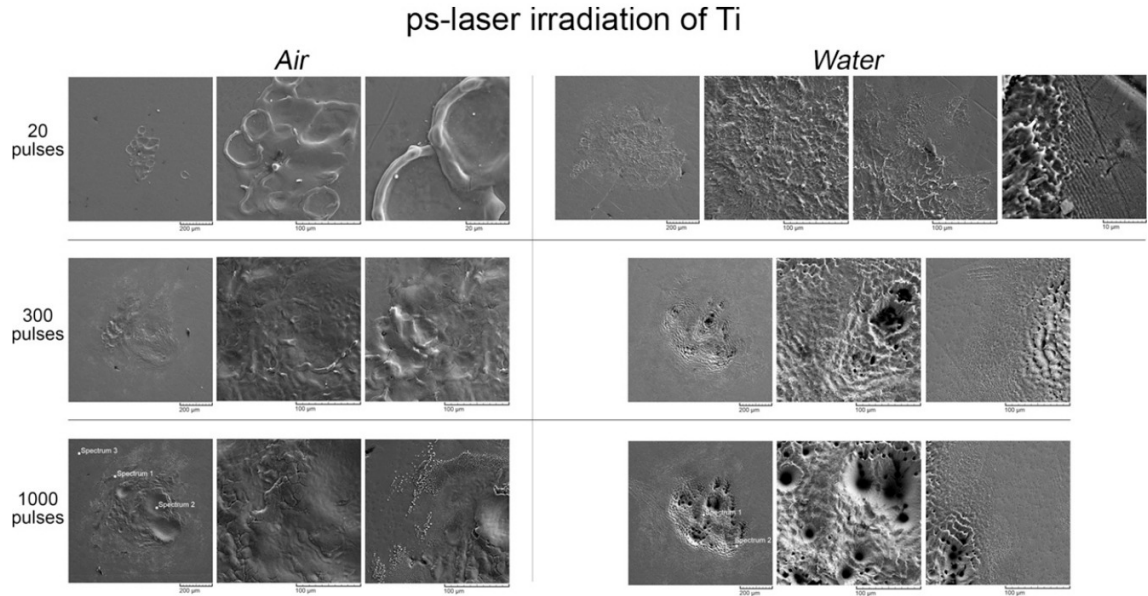 ps-laser irradiation of Ti
Air
Water
20
pulses
200 µm
100 µm
20 µm
200 µm
100 µm
100 µm
10 µm
300
pulses
200 µm
100 µm
100 µm
200 µm
100 µm
100 µm
1000
pulses
Spectrum 3
Spectrum 1
Spectrum 2
200 µm
100 µm
100 µm
Spectrum 1
Spectrum 2
200 µm
100 µm
100 µm